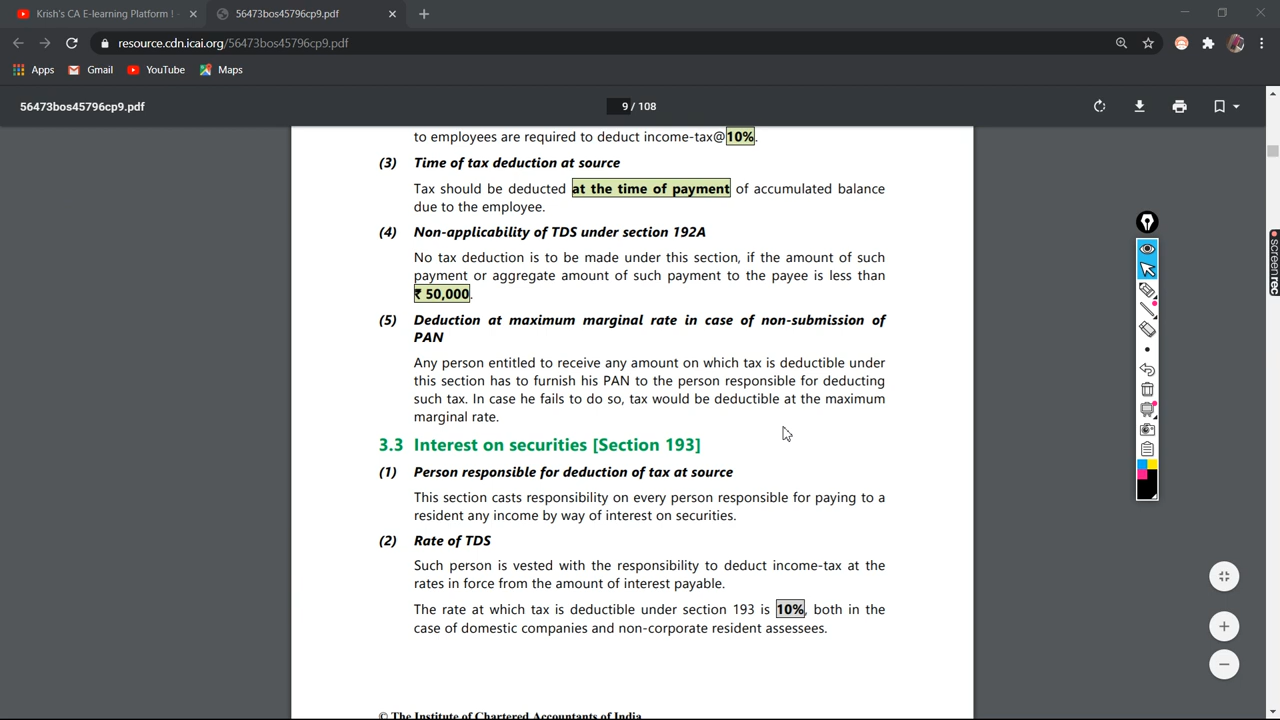 Krish's CA E-learning Platform !
56473bos45796cp9.pdf
resource.cdn.icai.org/56473bos45796cp9.pdf
Apps
Gmail
YouTube
Maps
56473bos45796cp9.pdf
9 / 108
to employees are required to deduct income-tax@ 10%.
(3) Time of tax deduction at source
Tax should be deducted at the time of payment of accumulated balance
due to the employee.
(4) Non-applicability of TDS under section 192A
No tax deduction is to be made under this section, if the amount of such
payment or aggregate amount of such payment to the payee is less than
₹ 50,000.
(5) Deduction at maximum marginal rate in case of non-submission of
PAN
Any person entitled to receive any amount on which tax is deductible under
this section has to furnish his PAN to the person responsible for deducting
such tax. In case he fails to do so, tax would be deductible at the maximum
marginal rate.
3.3 Interest on securities [Section 193]
(1) Person responsible for deduction of tax at source
This section casts responsibility on every person responsible for paying to a
resident any income by way of interest on securities.
(2) Rate of TDS
Such person is vested with the responsibility to deduct income-tax at the
rates in force from the amount of interest payable.
The rate at which tax is deductible under section 193 is 10%, both in the
case of domestic companies and non-corporate resident assessees.
© The Institute of Chartered Accountants of India
screenrec